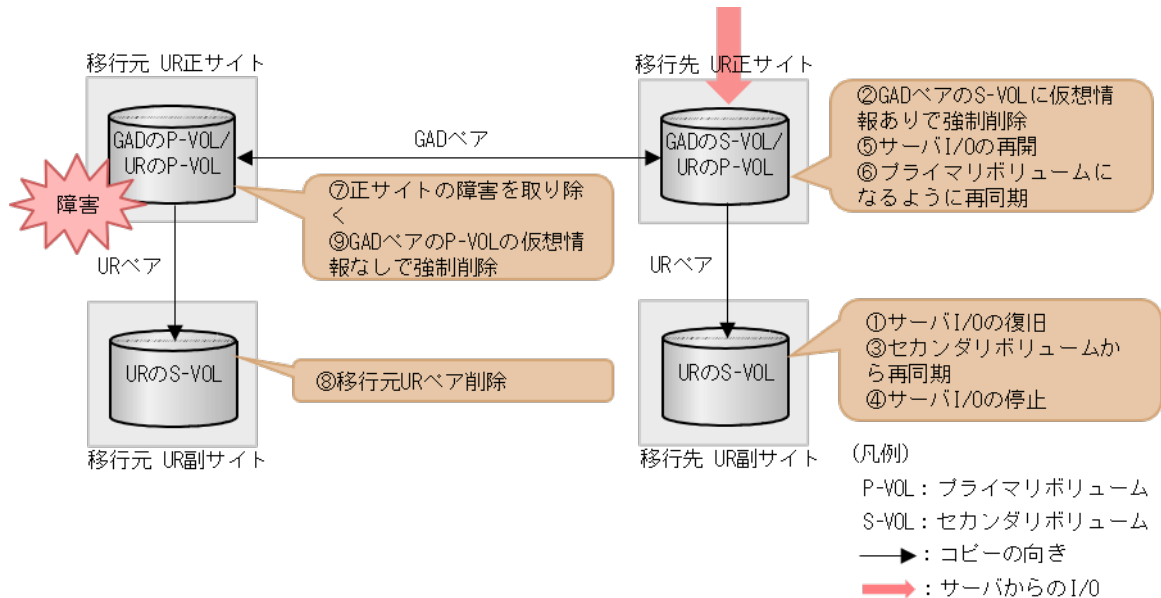 移行元 UR正サイト
GADのP-VOL/
URのP-VOL
障害
GADペア
移行先 UR正サイト
GADのS-VOL/
URのP-VOL
②GADペアのS-VOLに仮想情
報ありで強制削除
⑤サーバI/Oの再開
⑥プライマリボリュームに
なるように再同期
⑦正サイトの障害を取り除
く
⑨GADペアのP-VOLの仮想情
報なしで強制削除
URペア
URペア
URのS-VOL
⑧移行元URペア削除
移行元 UR副サイト
URのS-VOL
①サーバI/Oの復旧
③セカンダリボリュームか
ら再同期
④サーバI/Oの停止
移行先 UR副サイト
(凡例)
P-VOL：プライマリボリューム
S-VOL：セカンダリボリューム
：コピーの向き
：サーバからのI/O